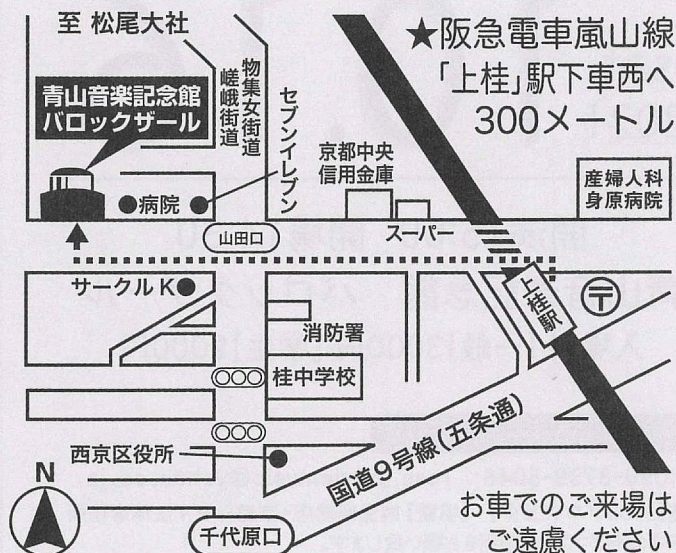 至 松尾大社
★阪急電車嵐山線
「上桂」駅下車西へ
300メートル
青山音楽記念館
バロックザール
物集女街道
嵯峨街道
セブンイレブン
京都中央
信用金庫
産婦人科
身原病院
病院
山田口
スーパー
サークルK
上桂駅
〒
消防署
桂中学校
西京区役所
国道9号線(五条通)
N
千代原口
お車でのご来場は
ご遠慮ください